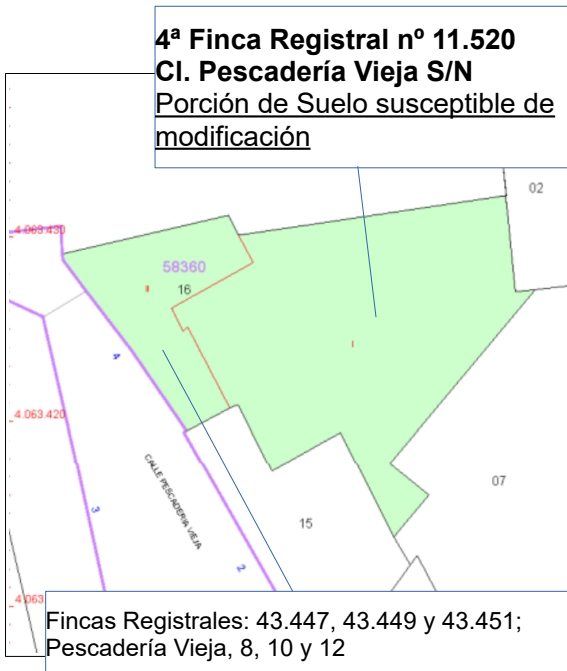 4ª Finca Registral nº 11.520
Cl. Pescadería Vieja S/N
Porción de Suelo susceptible de
modificación
02
4.063.430
58360
16
II
I
4
4.063.420
CALLE PESCADERIA VIEJA
07
15
3
2
4.063
Fincas Registrales: 43.447, 43.449 y 43.451;
Pescadería Vieja, 8, 10 y 12